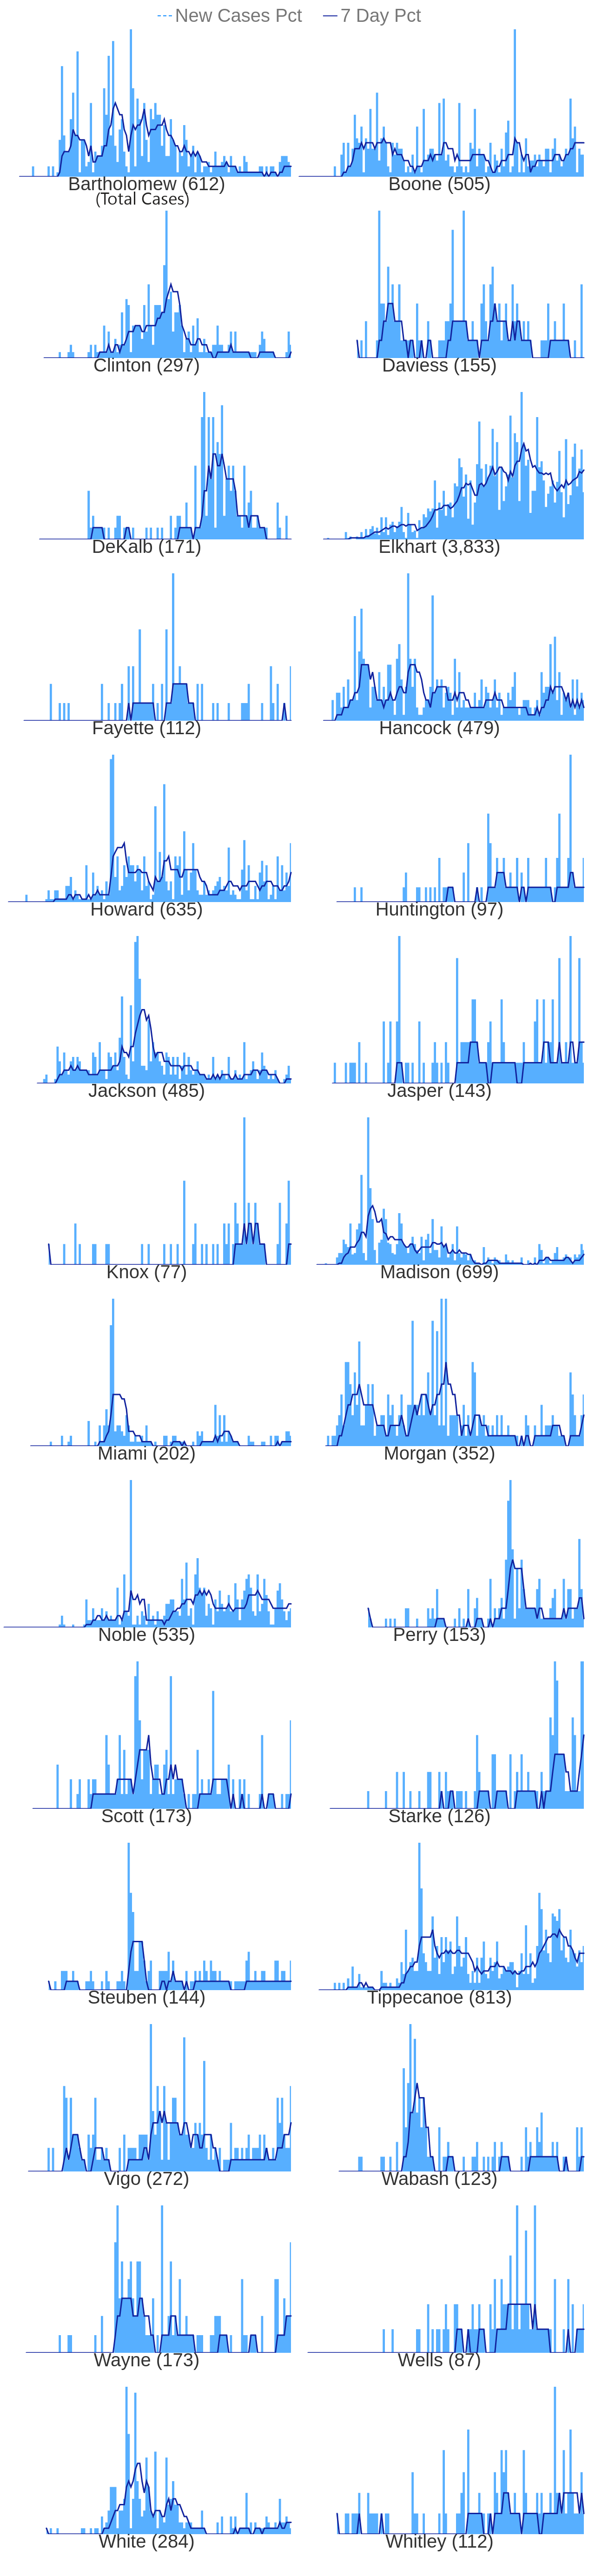 New Cases Pct 7 Day Pct
Bartholomew (612) Boone (505)
(Total Cases)
Clinton (297) Daviess (155)
DeKalb (171) Elkhart (3,833)
Fayette (112) Hancock (479)
Howard (635) Huntington (97)
Jackson (485) Jasper (143)
Knox (77) Madison (699)
Miami (202) Morgan (352)
Noble (535) Perry (153)
Scott (173) Starke (126)
Steuben (144) Tippecanoe (813)
Vigo (272) Wabash (123)
Wayne (173) Wells (87)
White (284) Whitley (112)